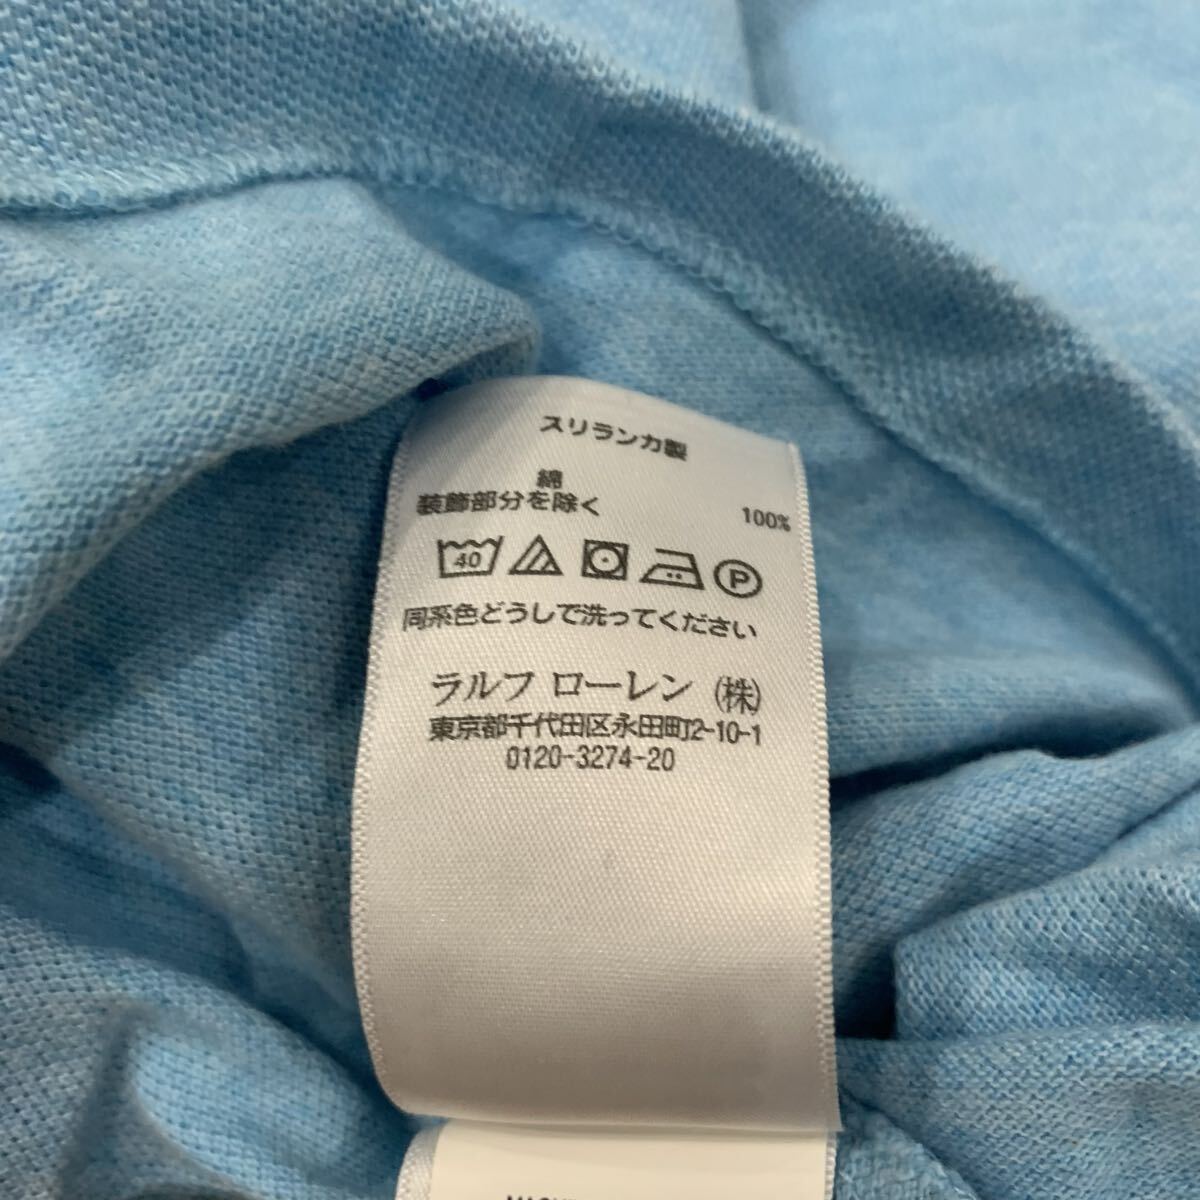 スリランカ製
綿
装飾部分を除く 100%
40 P
同系色どうしで洗ってください
ラルフ ローレン (株)
東京都千代田区永田町2-10-1
0120-3274-20